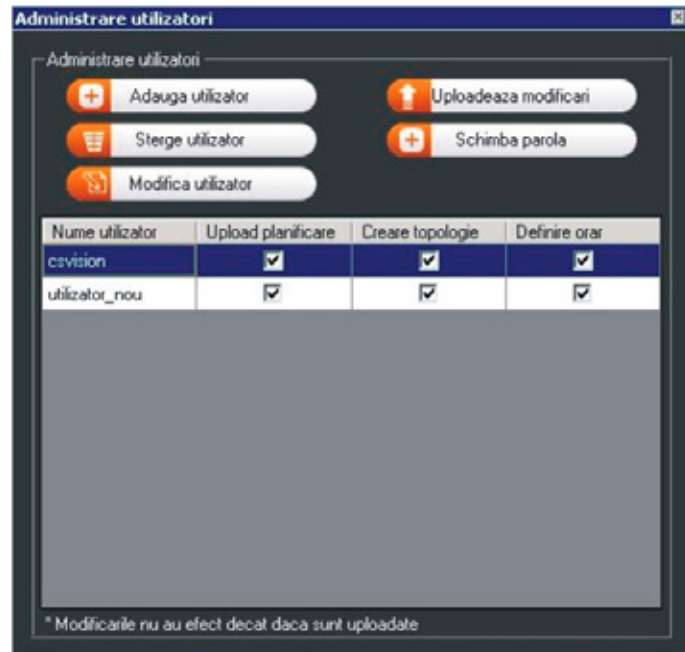 Administrare utilizatori
Administrare utilizatori
Adauga utilizator
Uploadeaza modificari
Sterge utilizator
Schimba parola
Modifica utilizator
Nume utilizator Upload planificare Creare topologie Definire orar
csvision
utilizator_nou
* Modificarile nu au efect decat daca sunt uploadate